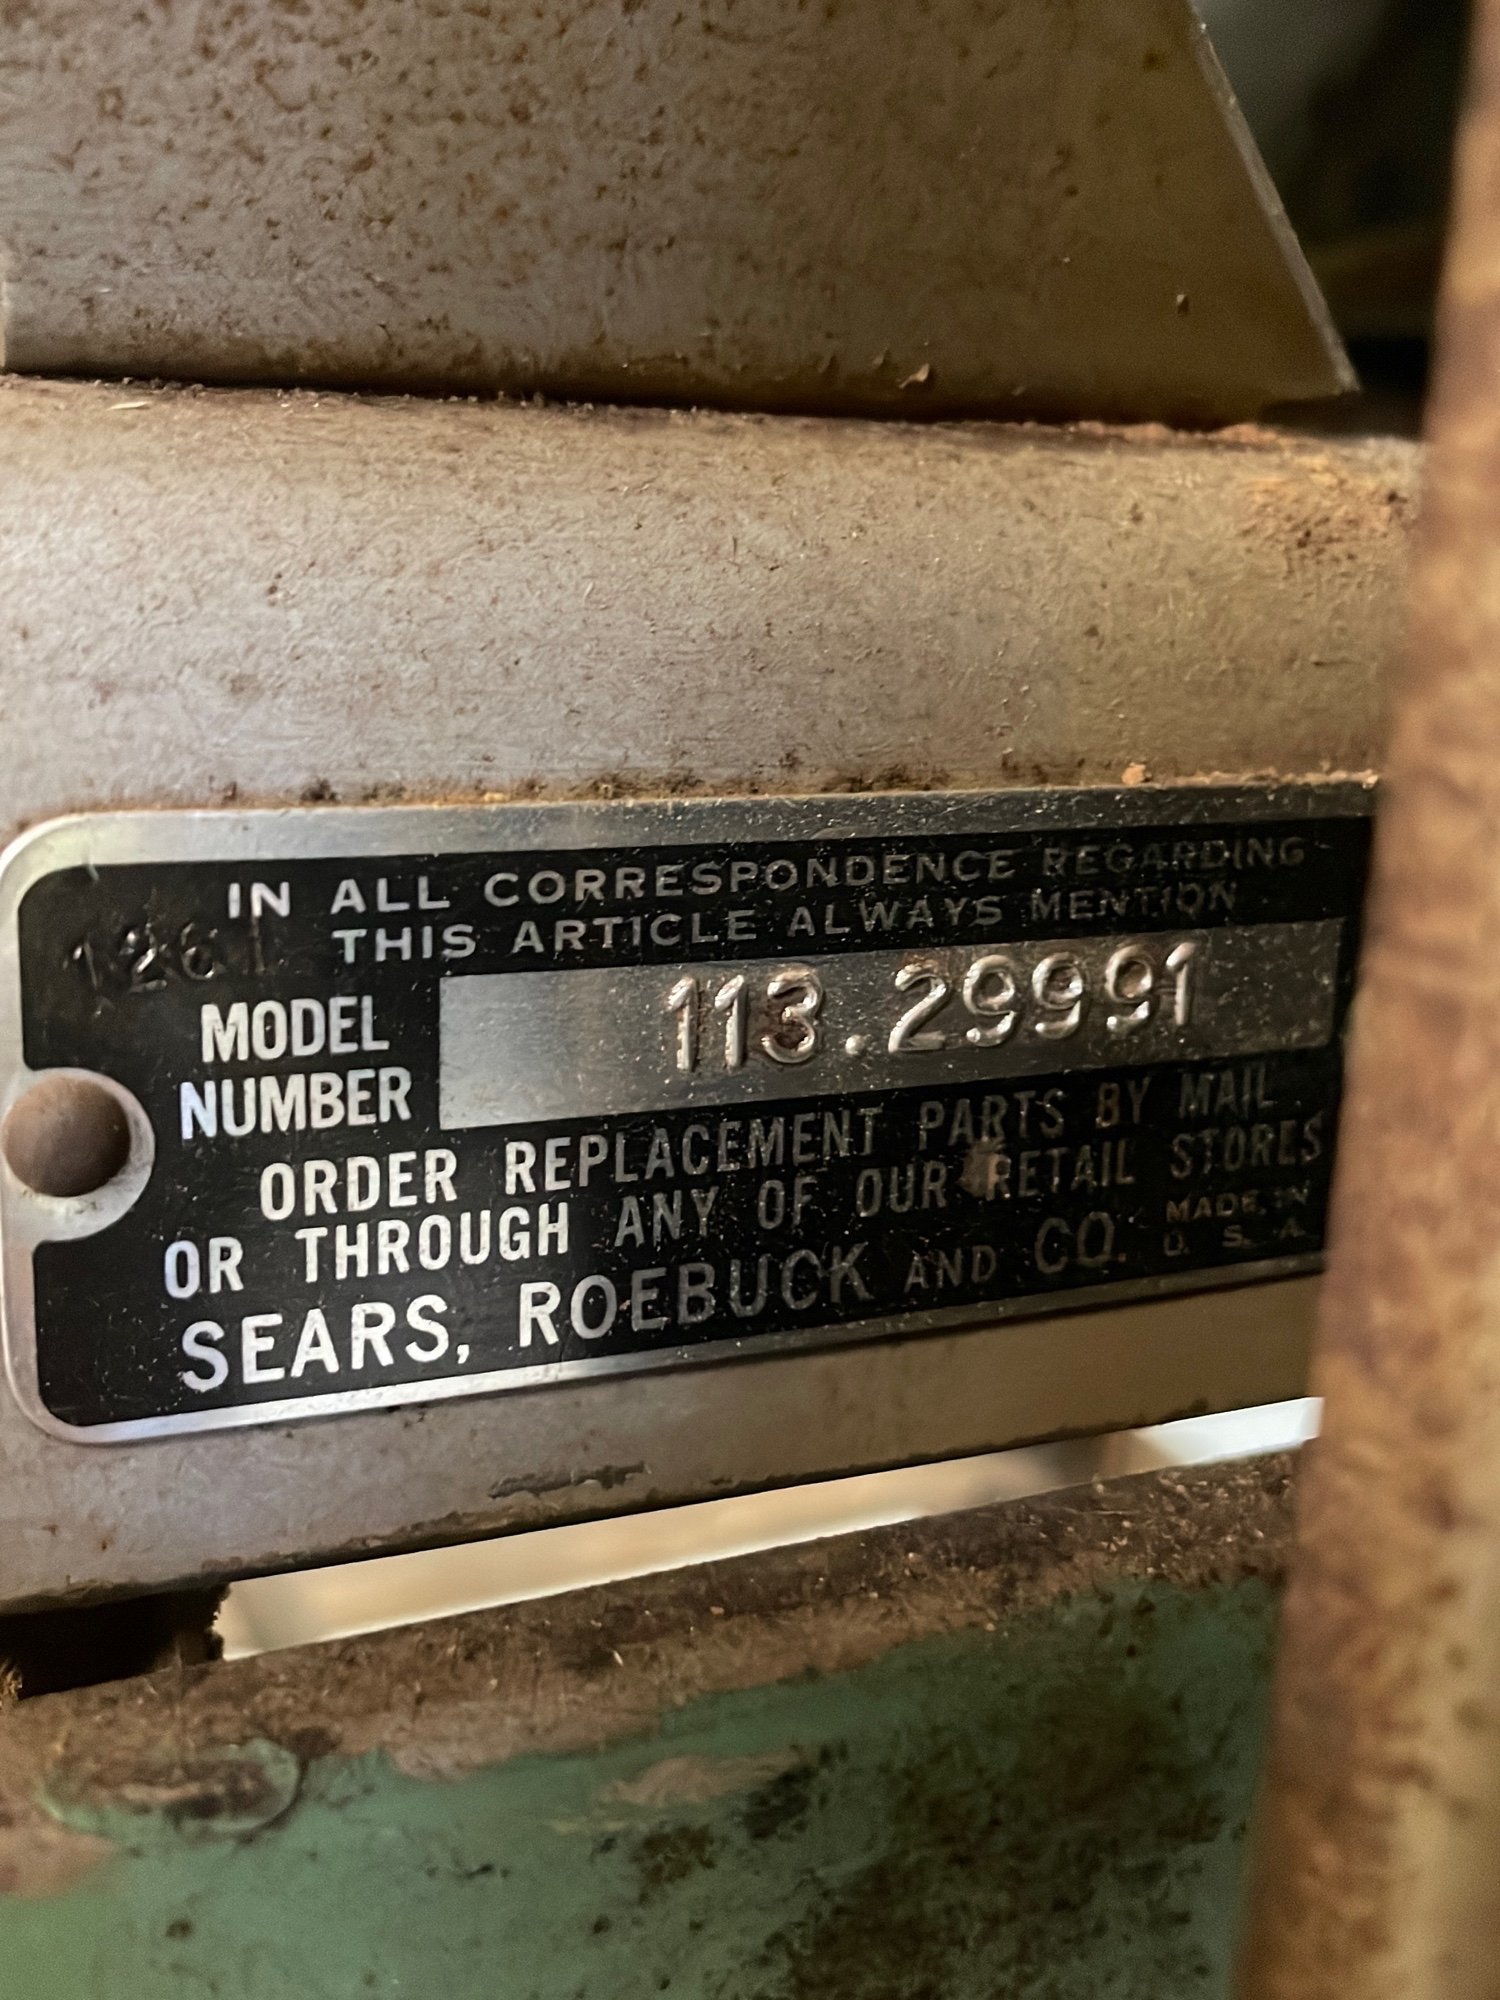 IN ALL CORRESPONDENCE REGARDING
THIS ARTICLE ALWAYS MENTION
1261
MODEL NUMBER 113.29991
ORDER REPLACEMENT PARTS BY MAIL
OR THROUGH ANY OF OUR RETAIL STORES
SEARS, ROEBUCK AND CO. MADE IN U. S. A.